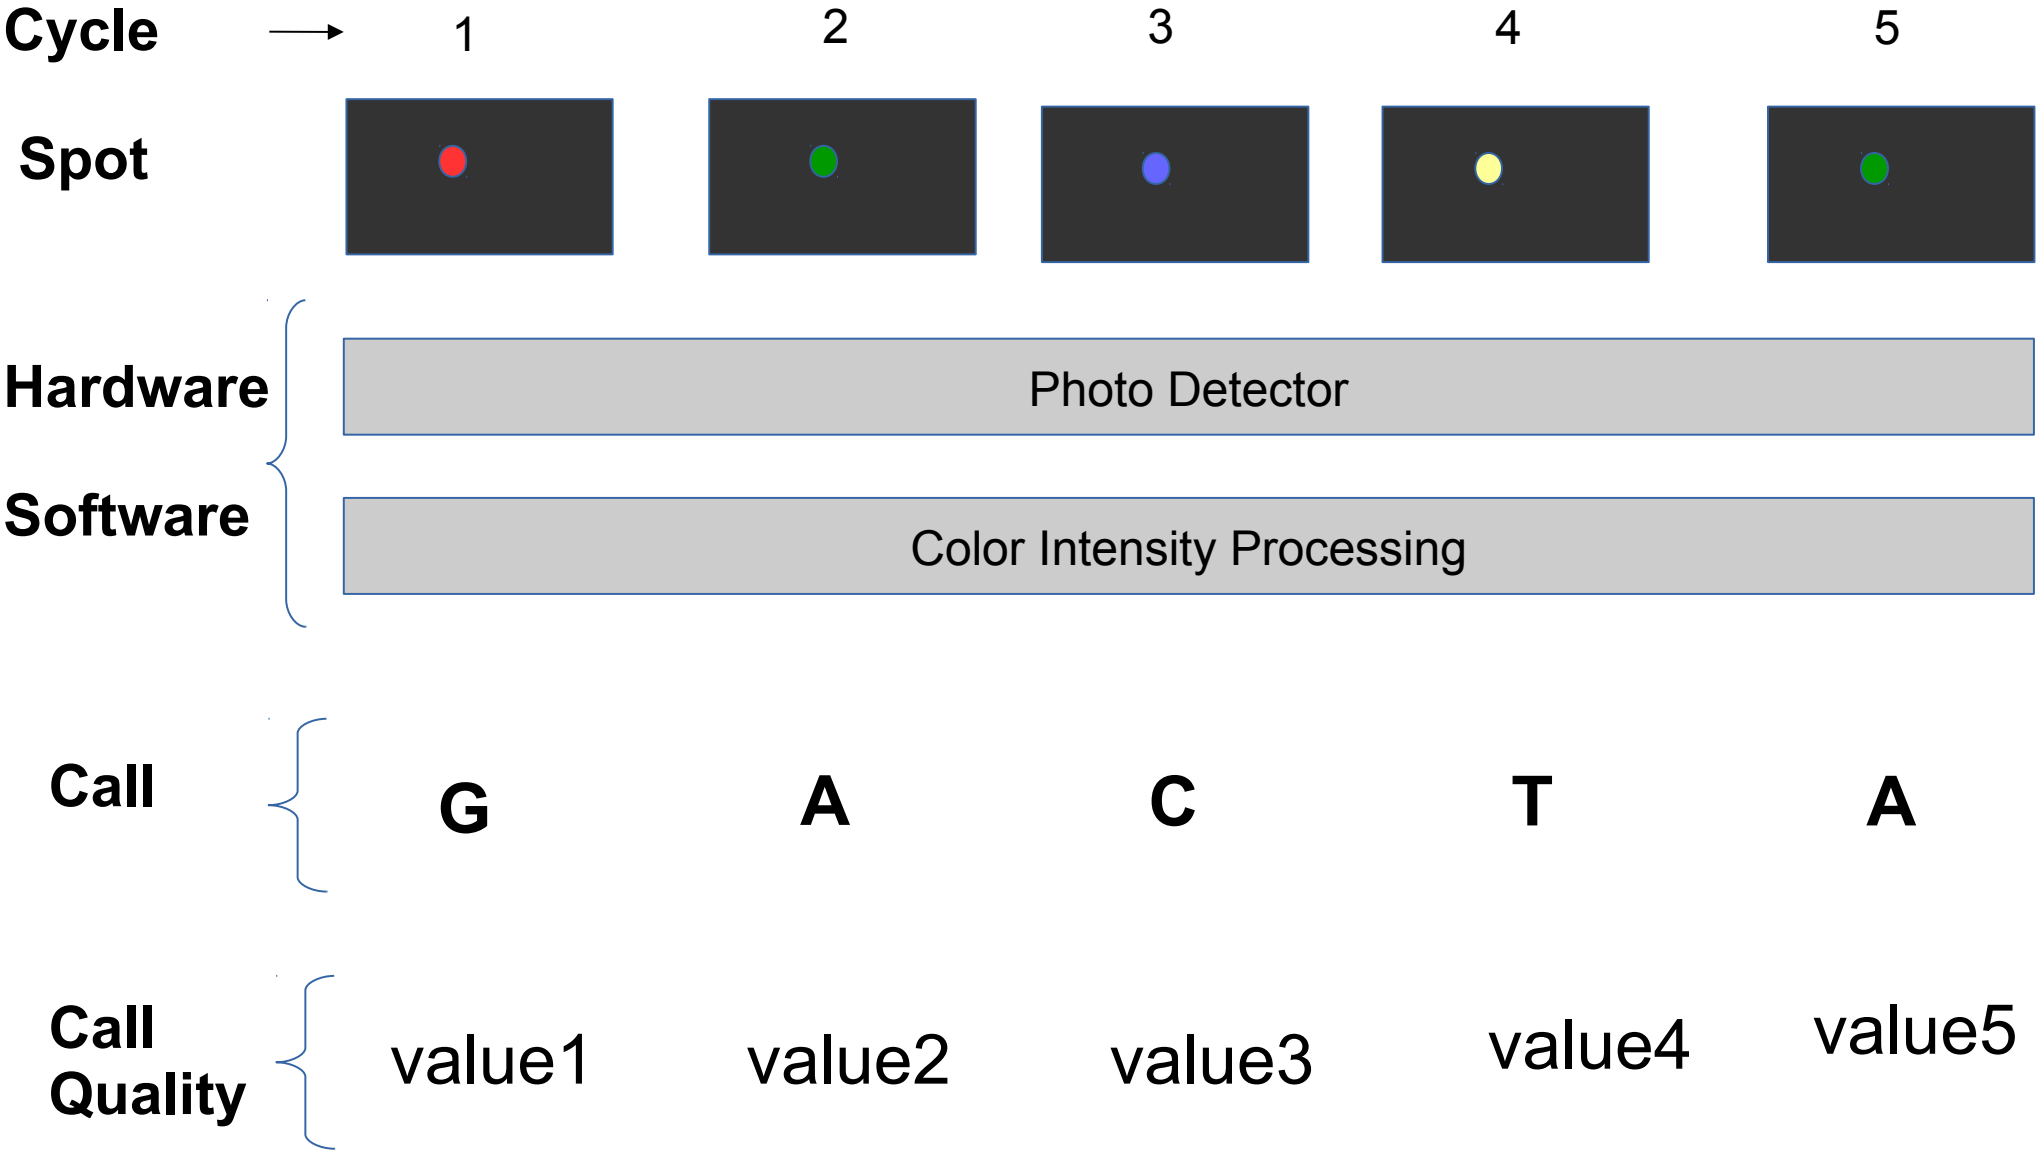 Cycle 1 2 3 4 5
Spot
Hardware
Photo Detector
Software
Color Intensity Processing
Call G A C T A
Call
Quality
value1 value2 value3 value4 value5